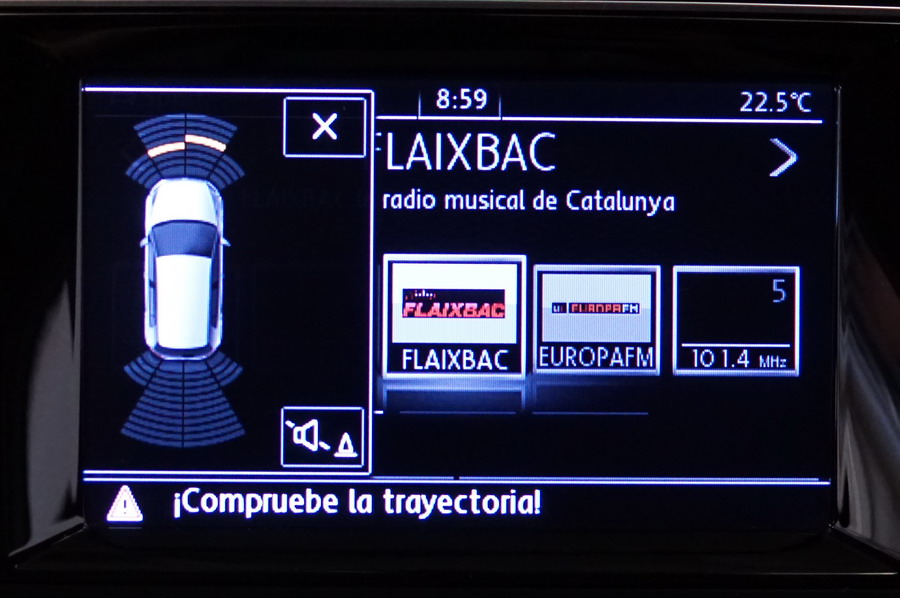 8:59
22.5°C
FLAIXBAC
radio musical de Catalunya
FLAIXBAC
FLAIXBAC
EUROPAFM
EUROPAFM
5
101.4 MHz
¡Compruebe la trayectoria!